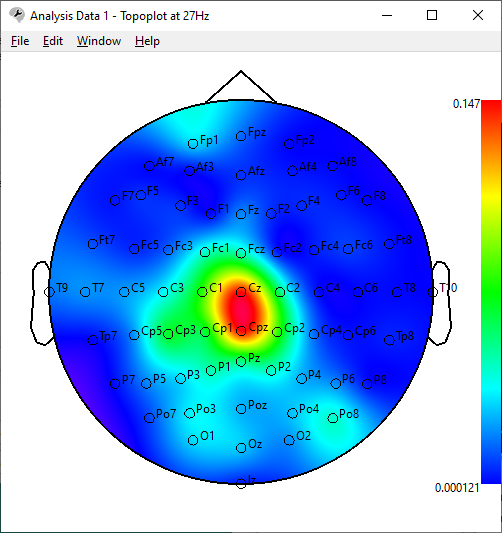 Analysis Data 1 - Topoplot at 27Hz
File Edit Window Help
0.147
Fp1 Fpz Fp2
Af7 Af3 Afz Af4 Af8
F7 F5 F3 F1 Fz F2 F4 F6 F8
Ft7 Fc5 Fc3 Fc1 Fcz Fc2 Fc4 Fc6 Ft8
T9 T7 C5 C3 C1 Cz C2 C4 C6 T8 T10
Tp7 Cp5 Cp3 Cp1 Cpz Cp2 Cp4 Cp6 Tp8
P7 P5 P3 P1 Pz P2 P4 P6 P8
Po7 Po3 Poz Po4 Po8
O1 Oz O2
Iz
0.000121